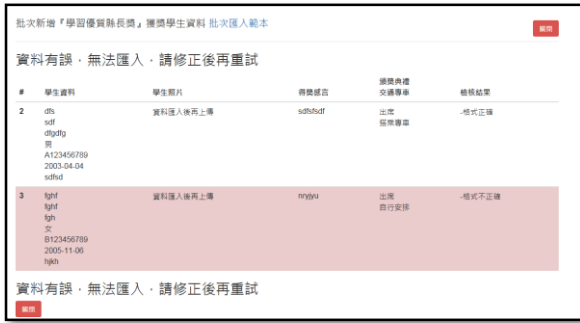 批次新增『學習優質縣長獎』獲獎學生資料 批次匯入範本
關閉
資料有誤，無法匯入，請修正後再重試
# 學生資料 學生照片 得獎感言 頒獎典禮 交通專車 檢核結果
2 dfs 資料匯入後再上傳 sdfsfsdf 出席 -格式正確
sdf 搭乘專車
dfgdfg
男
A123456789
2003-04-04
sdfsd
3 fghf 資料匯入後再上傳 nryjyu 出席 -格式不正確
fghf 自行安排
fgh
女
B123456789
2005-11-06
hjkh
資料有誤，無法匯入，請修正後再重試
關閉